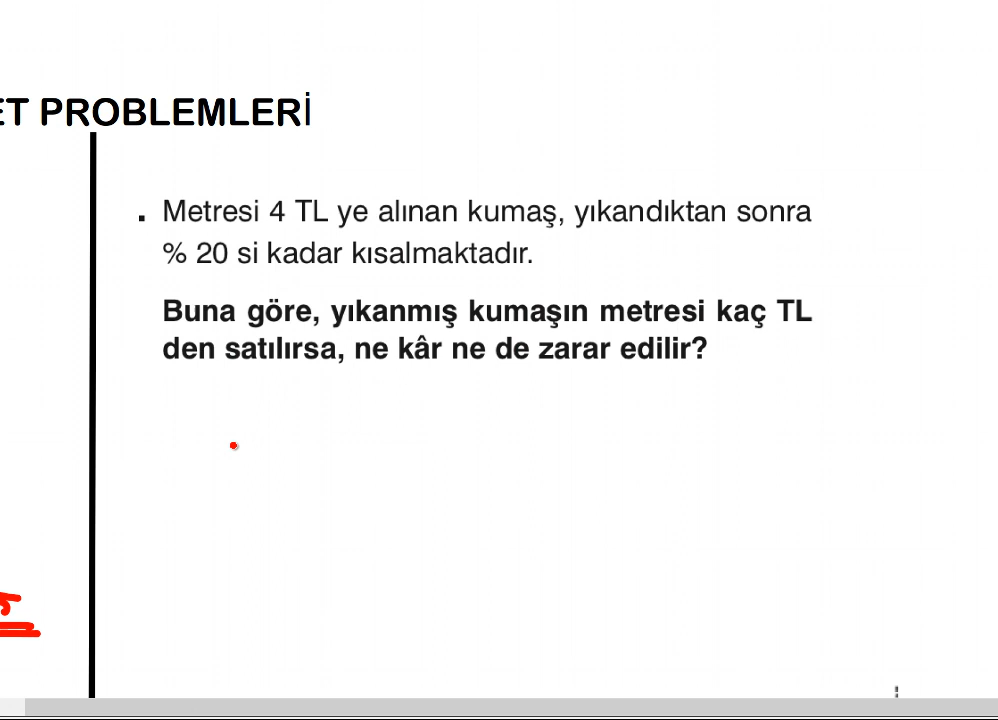 ET PROBLEMLERİ
. Metresi 4 TL ye alınan kumaş, yıkandıktan sonra
% 20 si kadar kısalmaktadır.
Buna göre, yıkanmış kumaşın metresi kaç TL
den satılırsa, ne kâr ne de zarar edilir?